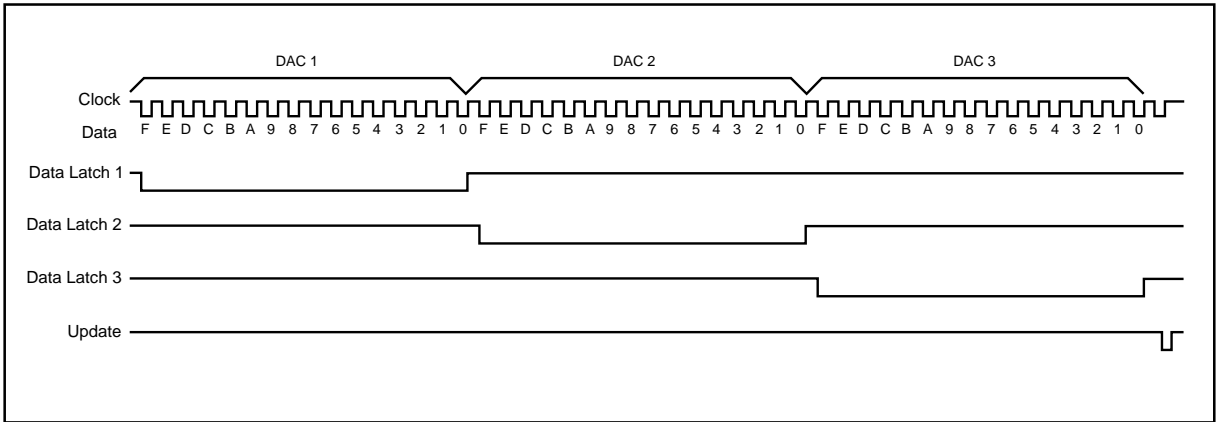 DAC 1 DAC 2 DAC 3
Clock
Data F E D C B A 9 8 7 6 5 4 3 2 1 0 F E D C B A 9 8 7 6 5 4 3 2 1 0 F E D C B A 9 8 7 6 5 4 3 2 1 0
Data Latch 1
Data Latch 2
Data Latch 3
Update